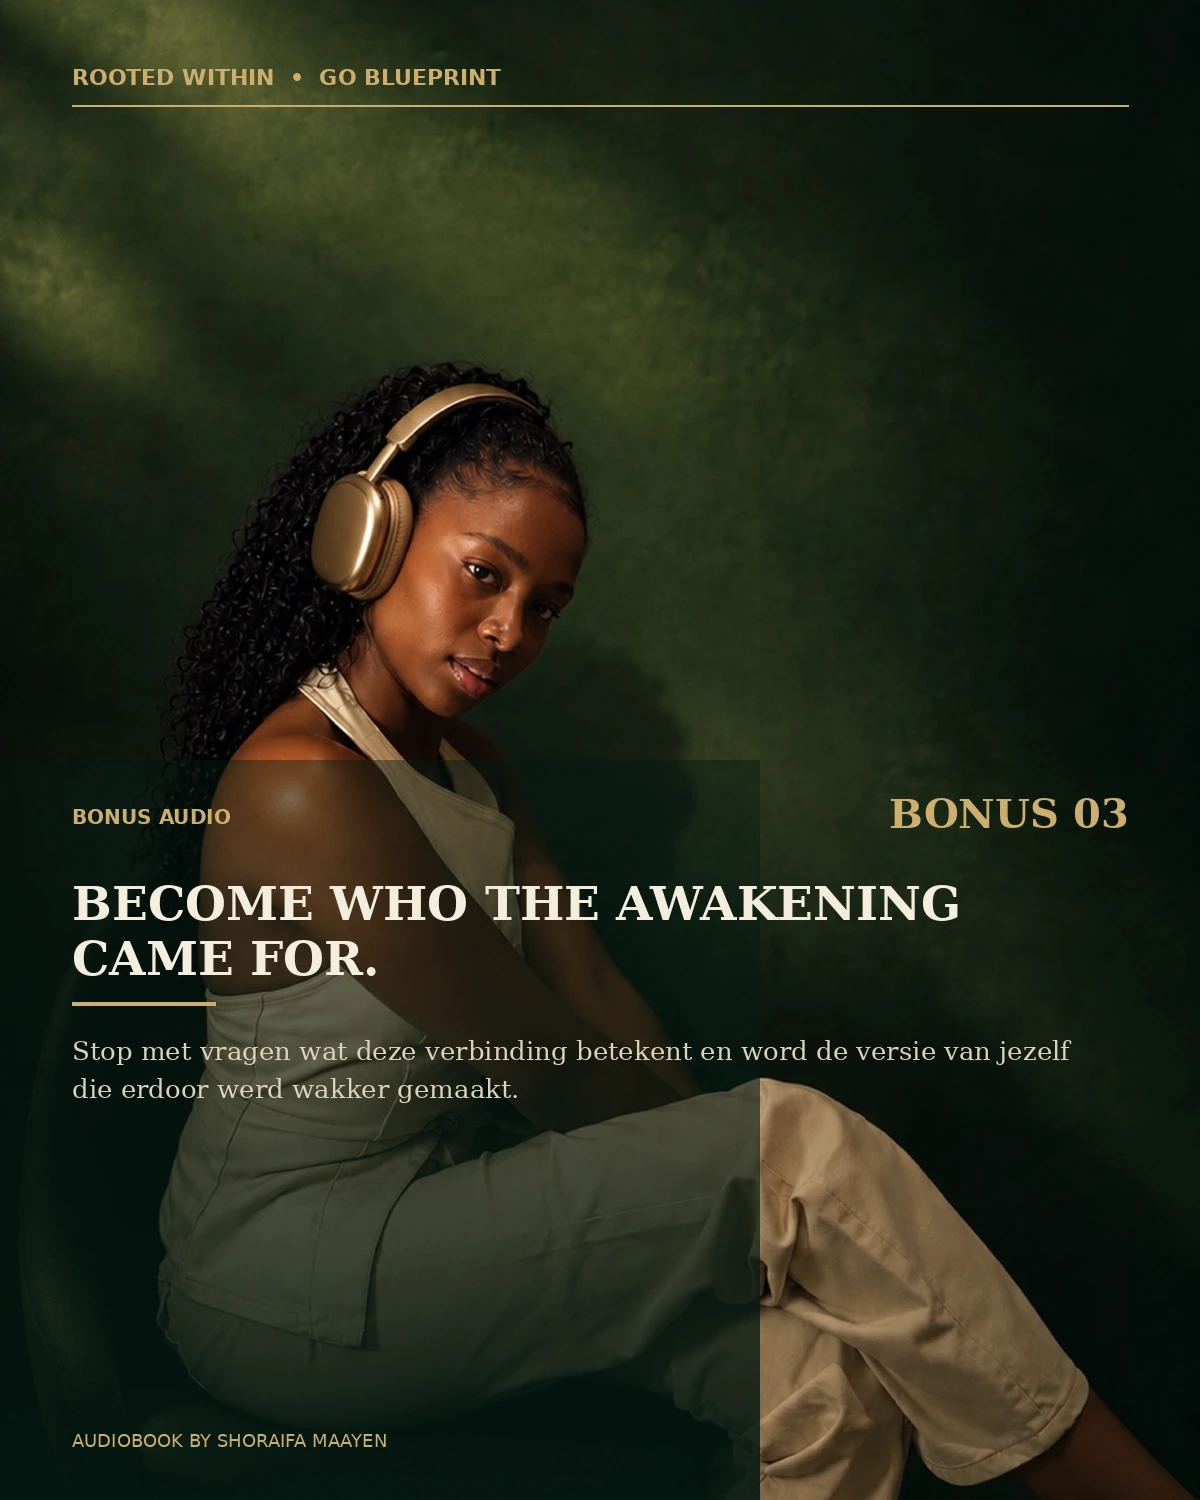 ROOTED WITHIN • GO BLUEPRINT
BONUS AUDIO
BONUS 03
BECOME WHO THE AWAKENING
CAME FOR.
Stop met vragen wat deze verbinding betekent en word de versie van jezelf
die erdoor werd wakker gemaakt.
AUDIOBOOK BY SHORAIFA MAAYEN